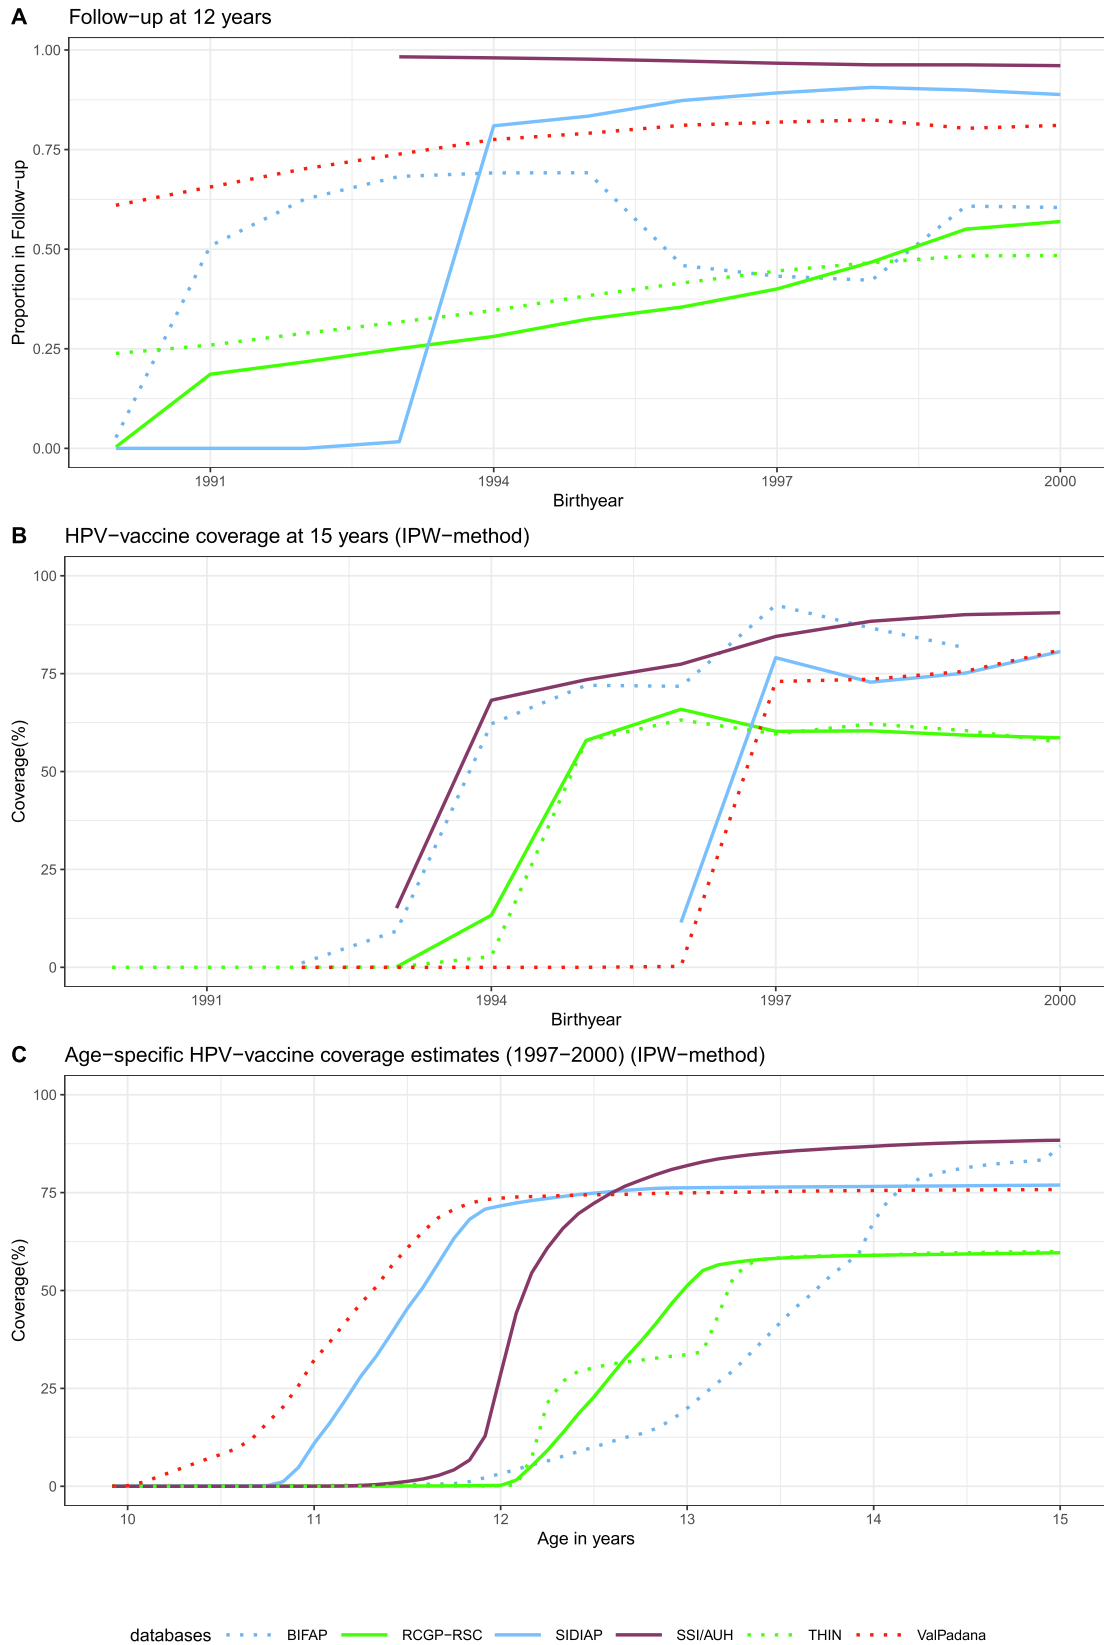 A Follow−up at 12 years
1.00
0.75
0.50
0.25
0.00
Proportion in Follow−up
1991 1994 1997 2000
Birthyear
B HPV−vaccine coverage at 15 years (IPW−method)
100
75
50
25
0
Coverage(%)
1991 1994 1997 2000
Birthyear
C Age−specific HPV−vaccine coverage estimates (1997−2000) (IPW−method)
100
75
50
25
0
Coverage(%)
10 11 12 13 14 15
Age in years
databases BIFAP RCGP−RSC SIDIAP SSI/AUH THIN ValPadana